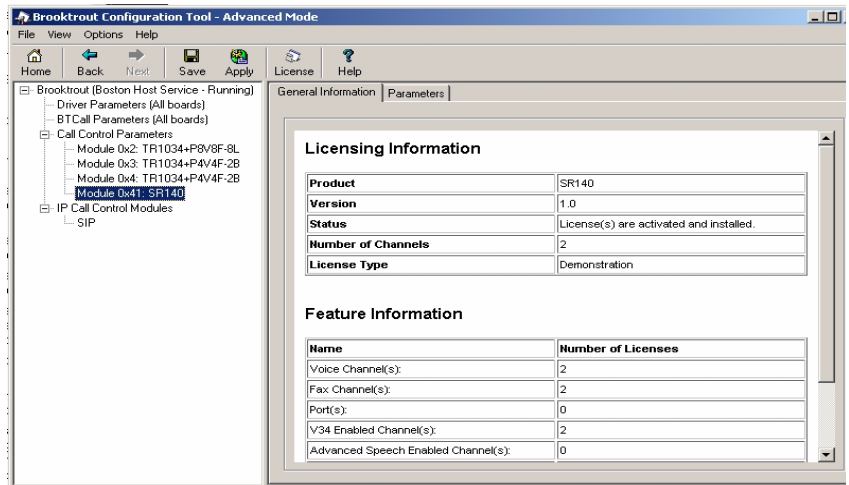 Brooktrout Configuration Tool - Advanced Mode
File View Options Help
Home Back Next Save Apply License Help
Brooktrout (Boston Host Service - Running)
Driver Parameters (All boards)
BTCall Parameters (All boards)
Call Control Parameters
Module 0x2: TR1034+P8V8F-8L
Module 0x3: TR1034+P4V4F-2B
Module 0x4: TR1034+P4V4F-2B
Module 0x41: SR140
IP Call Control Modules
SIP
General Information Parameters
Licensing Information
Product SR140
Version 1.0
Status License(s) are activated and installed.
Number of Channels 2
License Type Demonstration
Feature Information
Name Number of Licenses
Voice Channel(s): 2
Fax Channel(s): 2
Port(s): 0
V34 Enabled Channel(s): 2
Advanced Speech Enabled Channel(s): 0